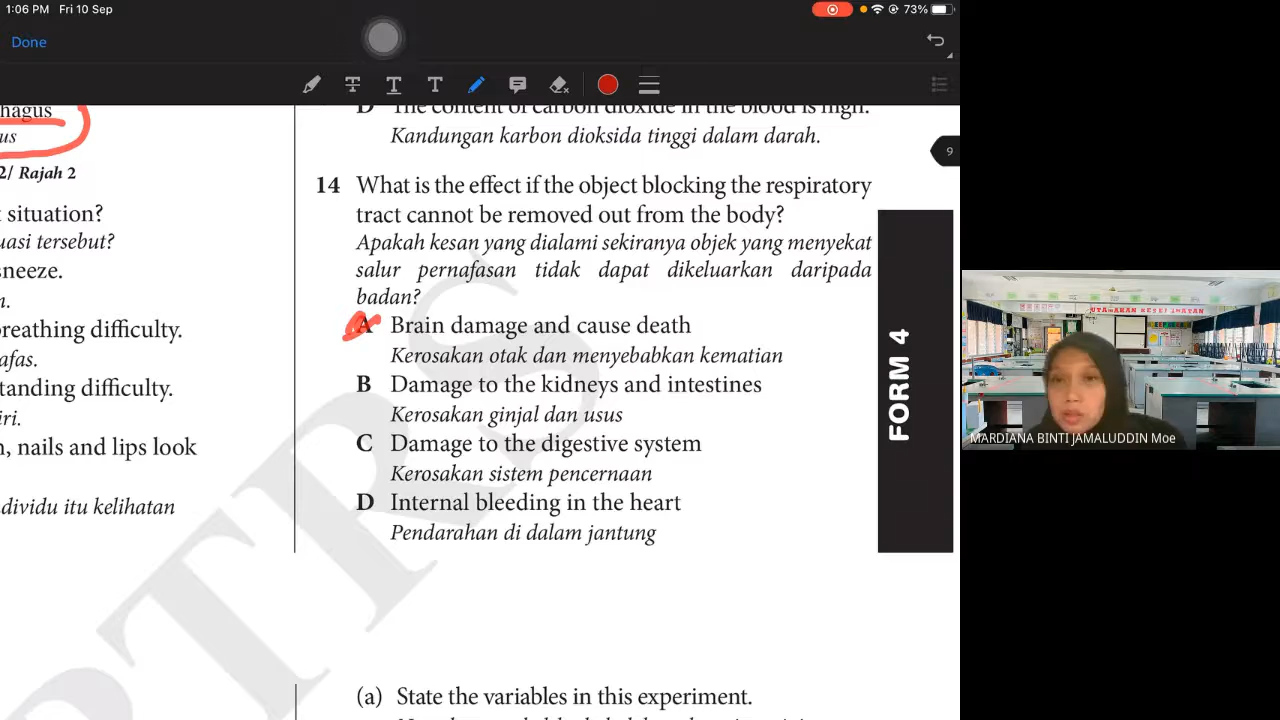 1:06 PM Fri 10 Sep
73%
Done
hagus
us
2/ Rajah 2
situation?
uasi tersebut?
sneeze.
n.
breathing difficulty.
afas.
tanding difficulty.
iri.
n, nails and lips look
dividu itu kelihatan
D The content of carbon dioxide in the blood is high.
Kandungan karbon dioksida tinggi dalam darah.
9
14 What is the effect if the object blocking the respiratory
tract cannot be removed out from the body?
Apakah kesan yang dialami sekiranya objek yang menyekat
salur pernafasan tidak dapat dikeluarkan daripada
badan?
A Brain damage and cause death
Kerosakan otak dan menyebabkan kematian
B Damage to the kidneys and intestines
Kerosakan ginjal dan usus
C Damage to the digestive system
Kerosakan sistem pencernaan
D Internal bleeding in the heart
Pendarahan di dalam jantung
(a) State the variables in this experiment.
FORM 4
PTRS
UTAMAKAN KESELAMATAN
MARDIANA BINTI JAMALUDDIN Moe